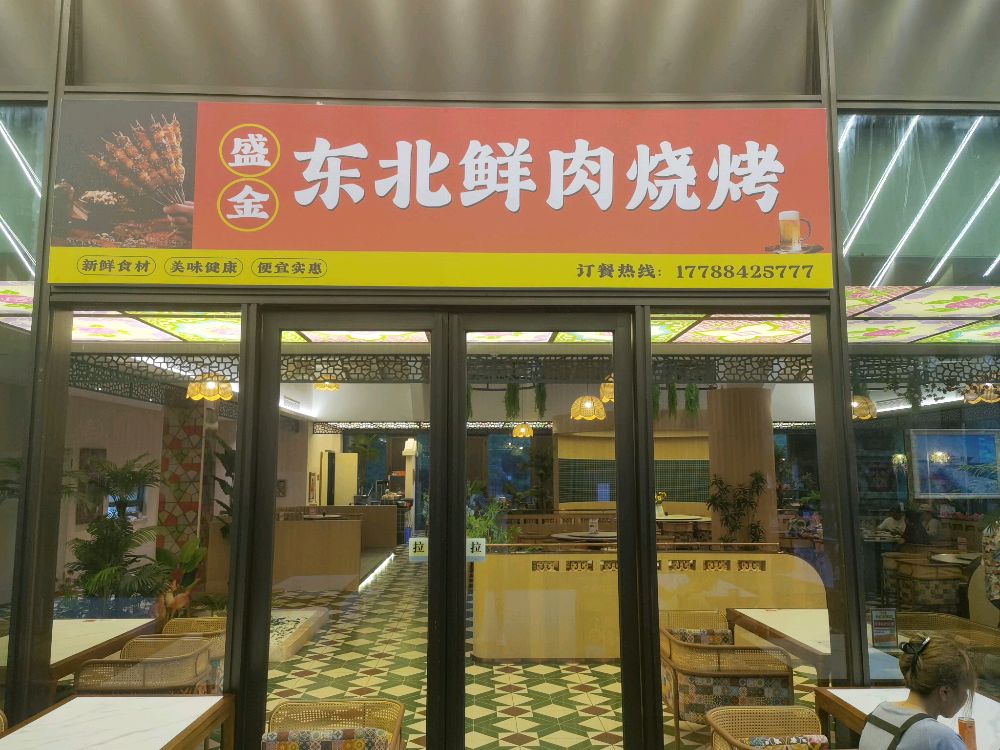 盛金
东北鲜肉烧烤
新鲜食材 美味健康 便宜实惠
订餐热线：17788425777
拉 拉